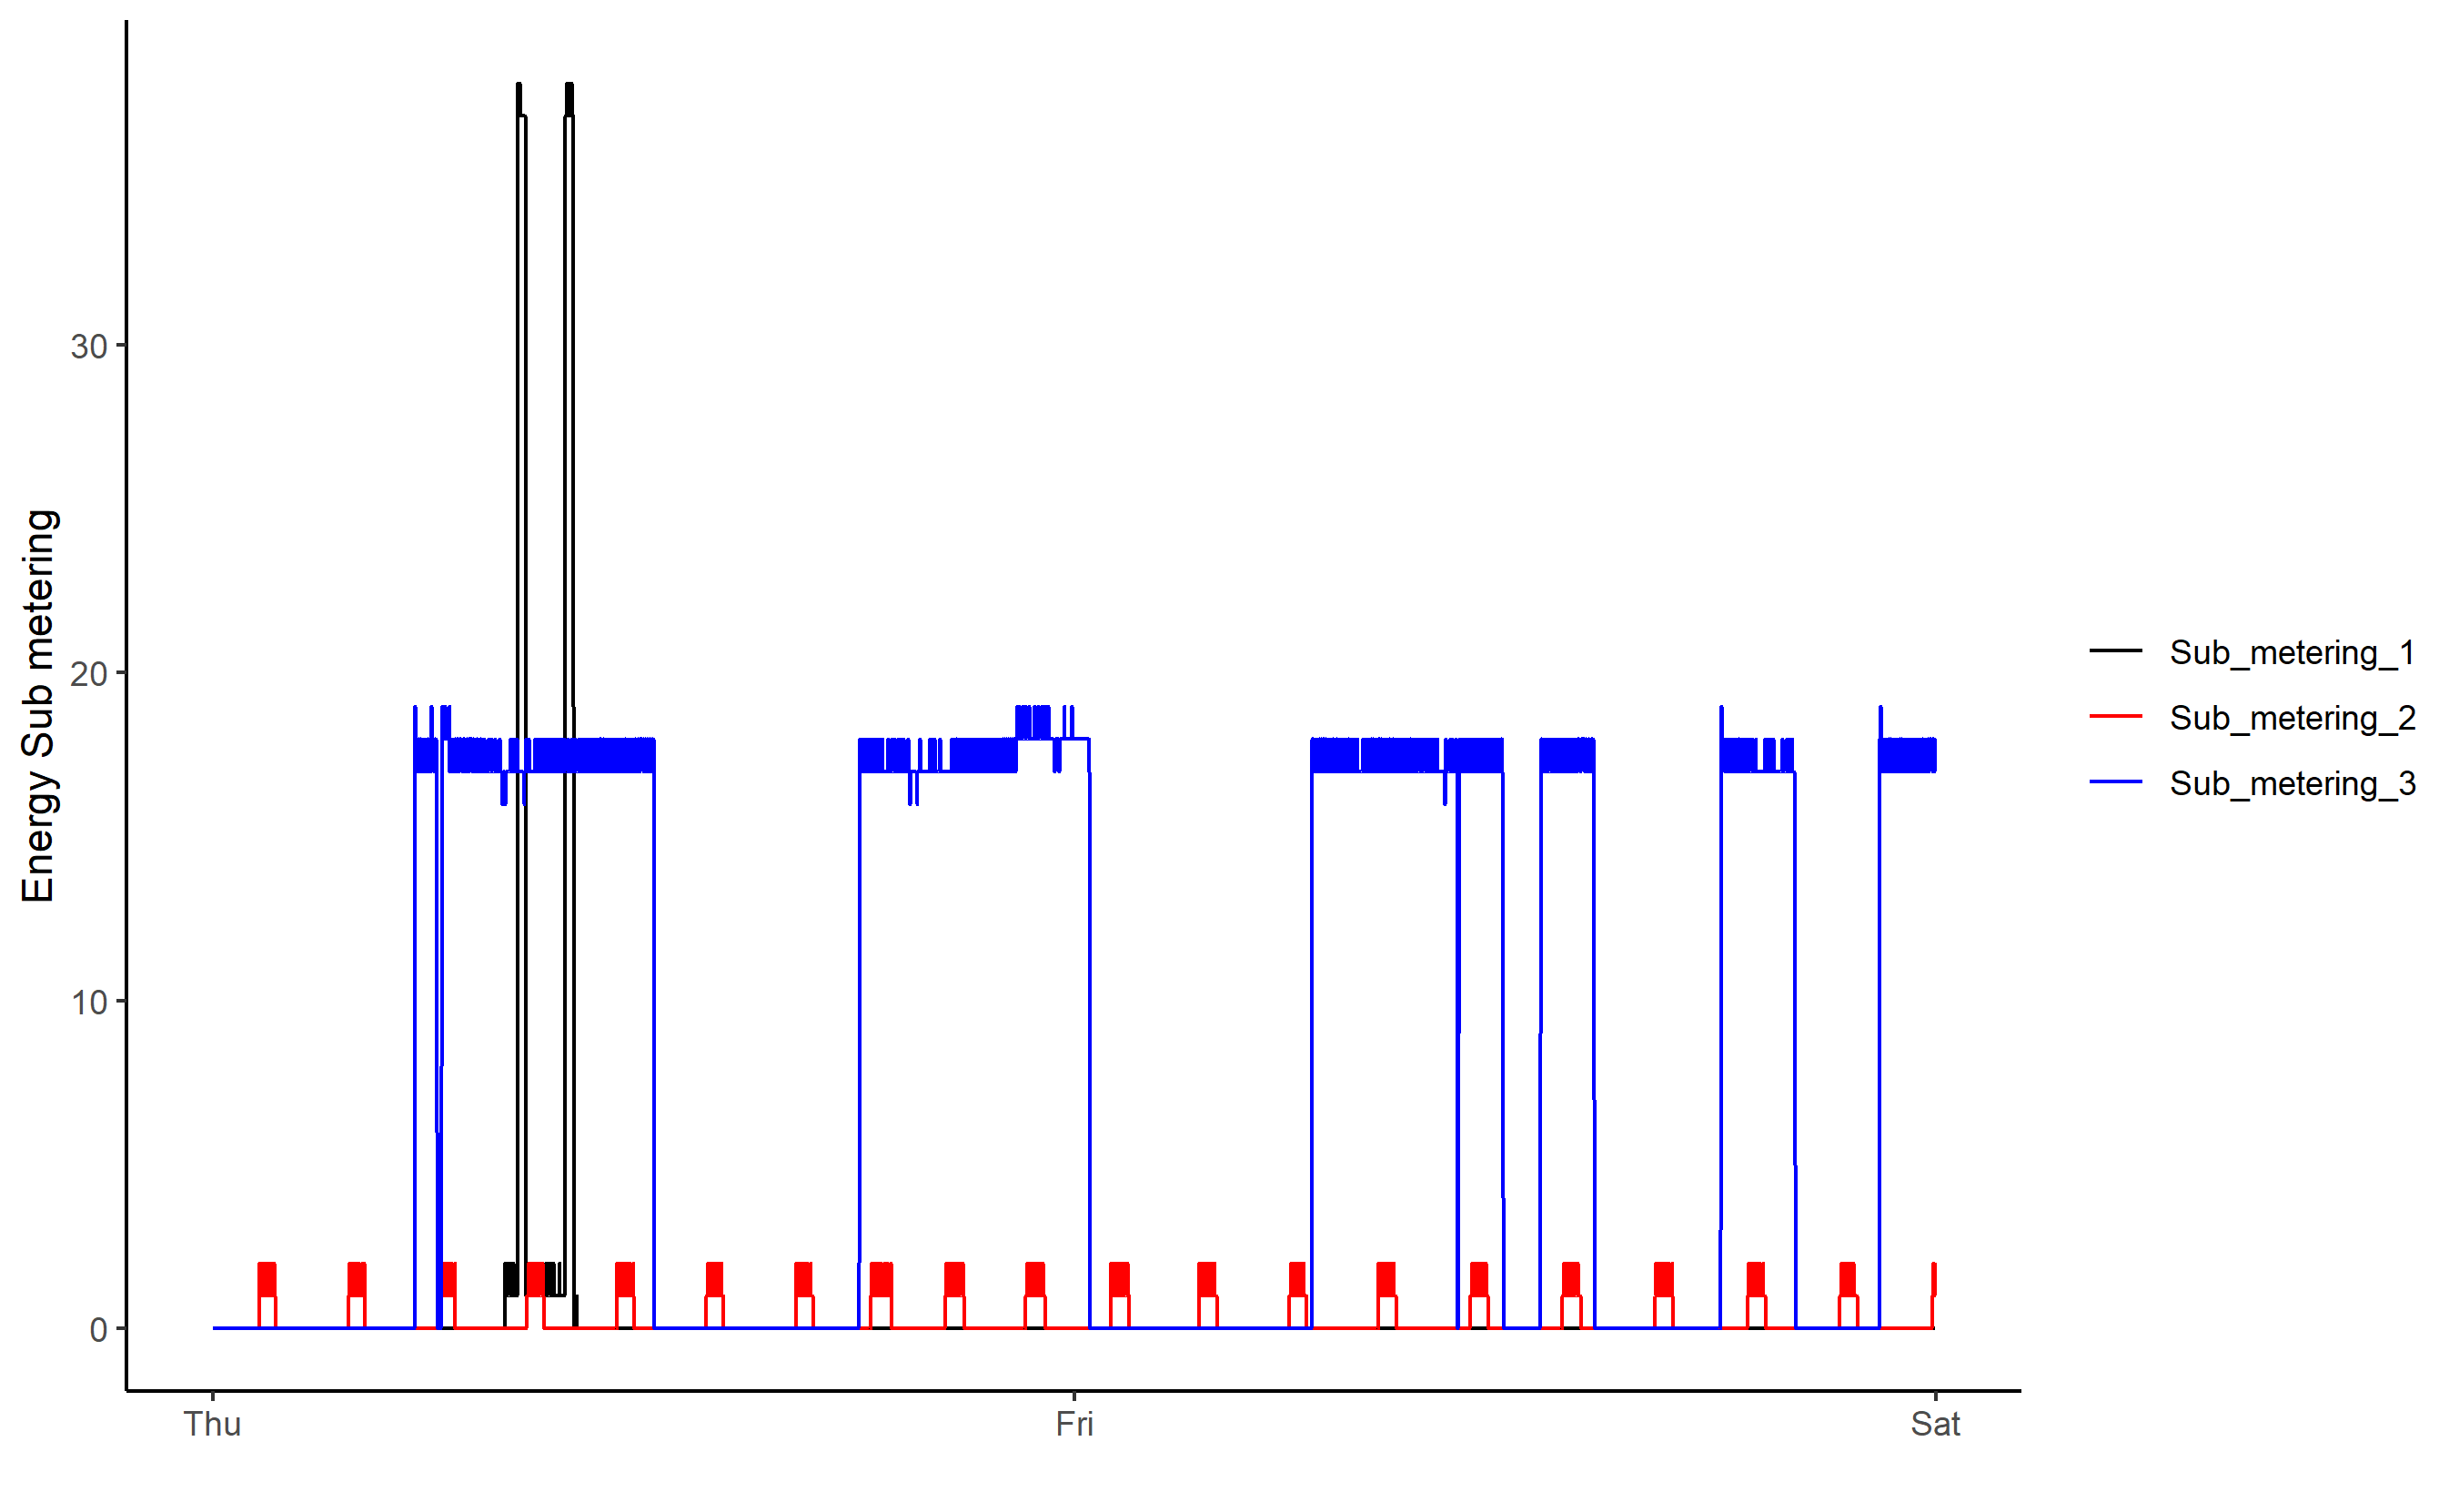 Energy Sub metering
30
20
10
0
Thu
Fri
Sat
Sub_metering_1
Sub_metering_2
Sub_metering_3